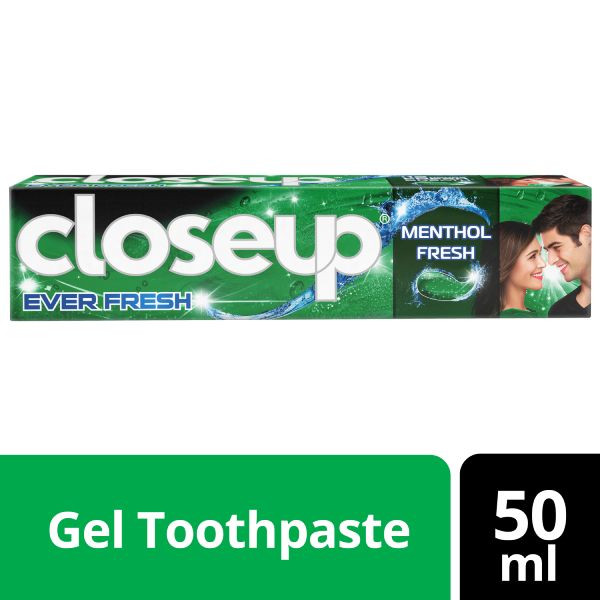 closeup®
EVER FRESH
MENTHOL
FRESH
Gel Toothpaste
50
ml